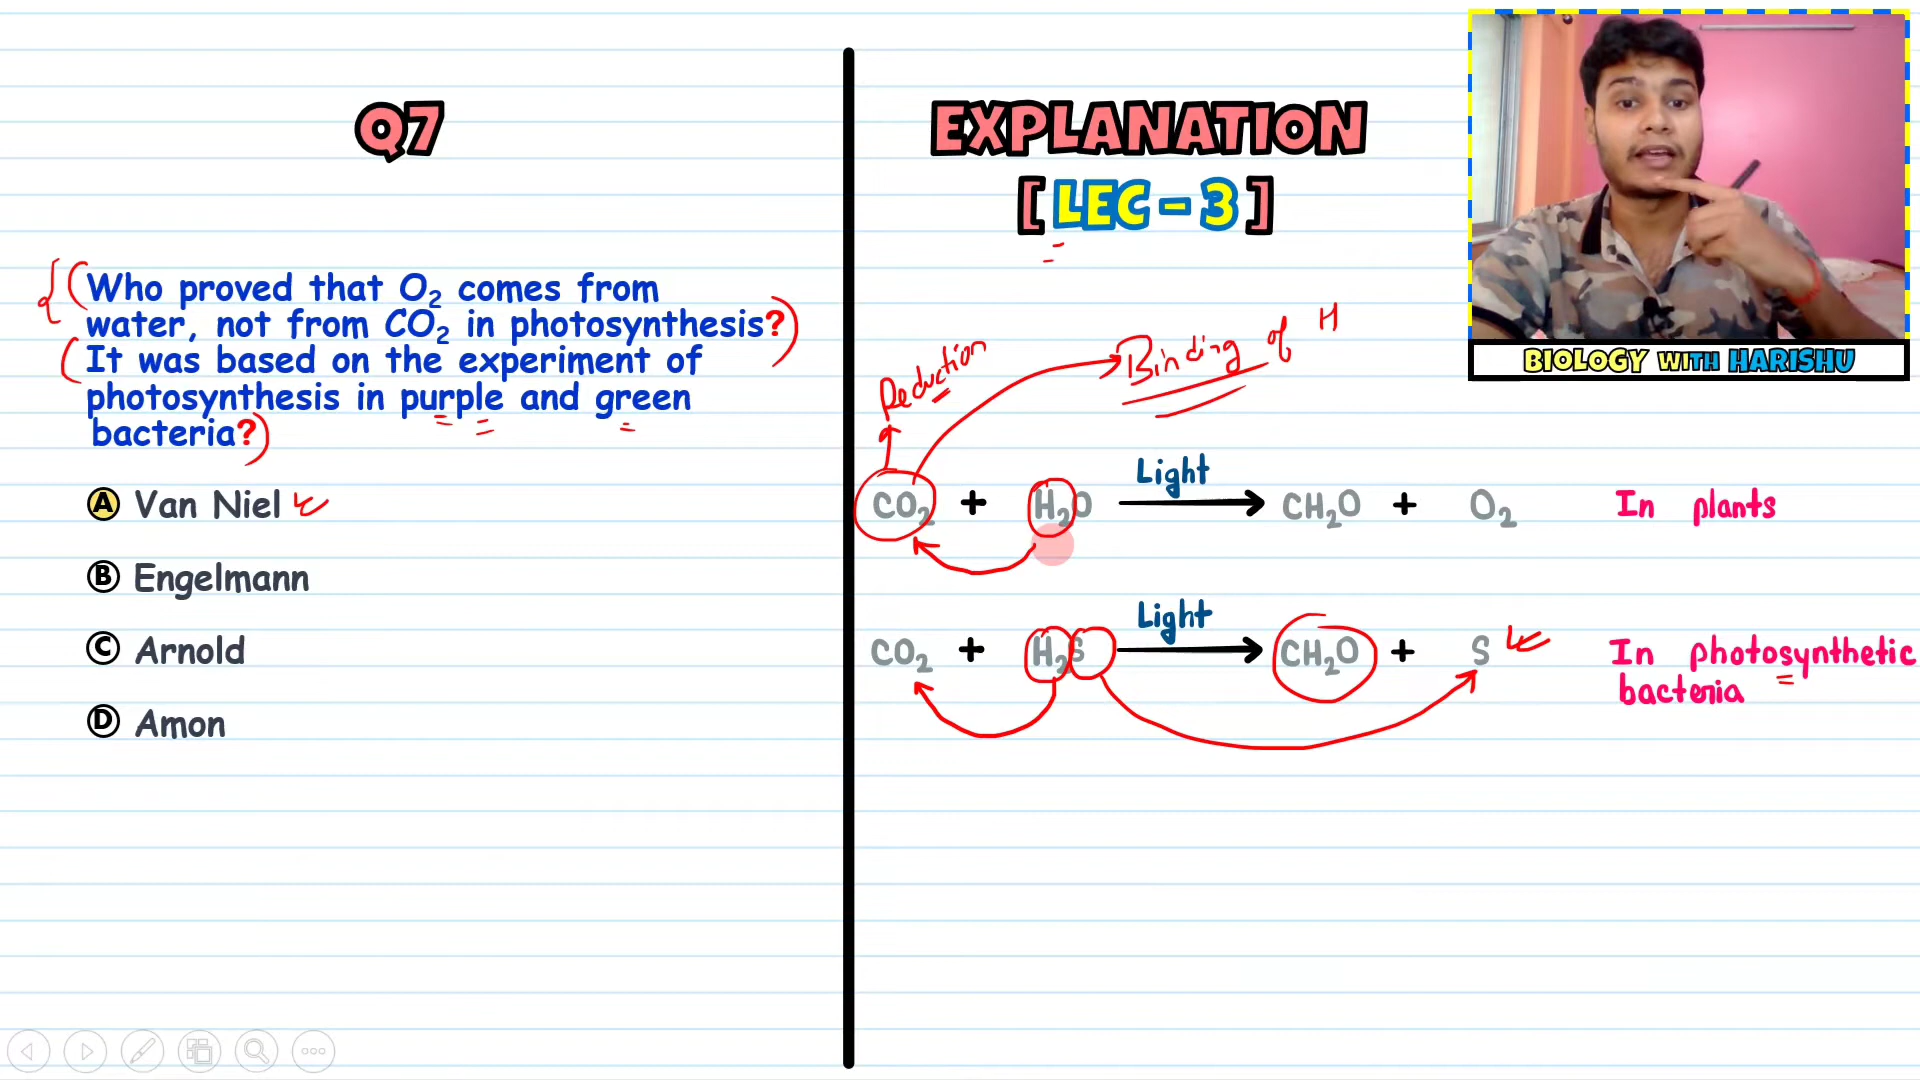 Q7
Who proved that O₂ comes from
water, not from CO₂ in photosynthesis?
It was based on the experiment of
photosynthesis in purple and green
bacteria?
A Van Niel
B Engelmann
C Arnold
D Amon
EXPLANATION
[ LEC - 3 ]
Reduction
Binding of H
Light
CO₂ + H₂O → CH₂O + O₂ In plants
Light
CO₂ + H₂S → CH₂O + S In photosynthetic
bacteria
BIOLOGY WITH HARISHU